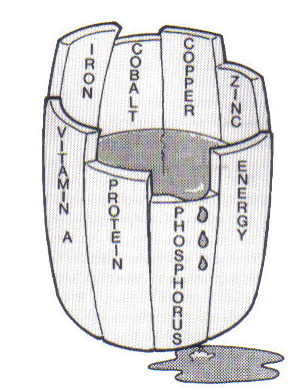 IRON
COBALT
COPPER
ZINC
VITAMIN A
PROTEIN
PHOSPHORUS
ENERGY